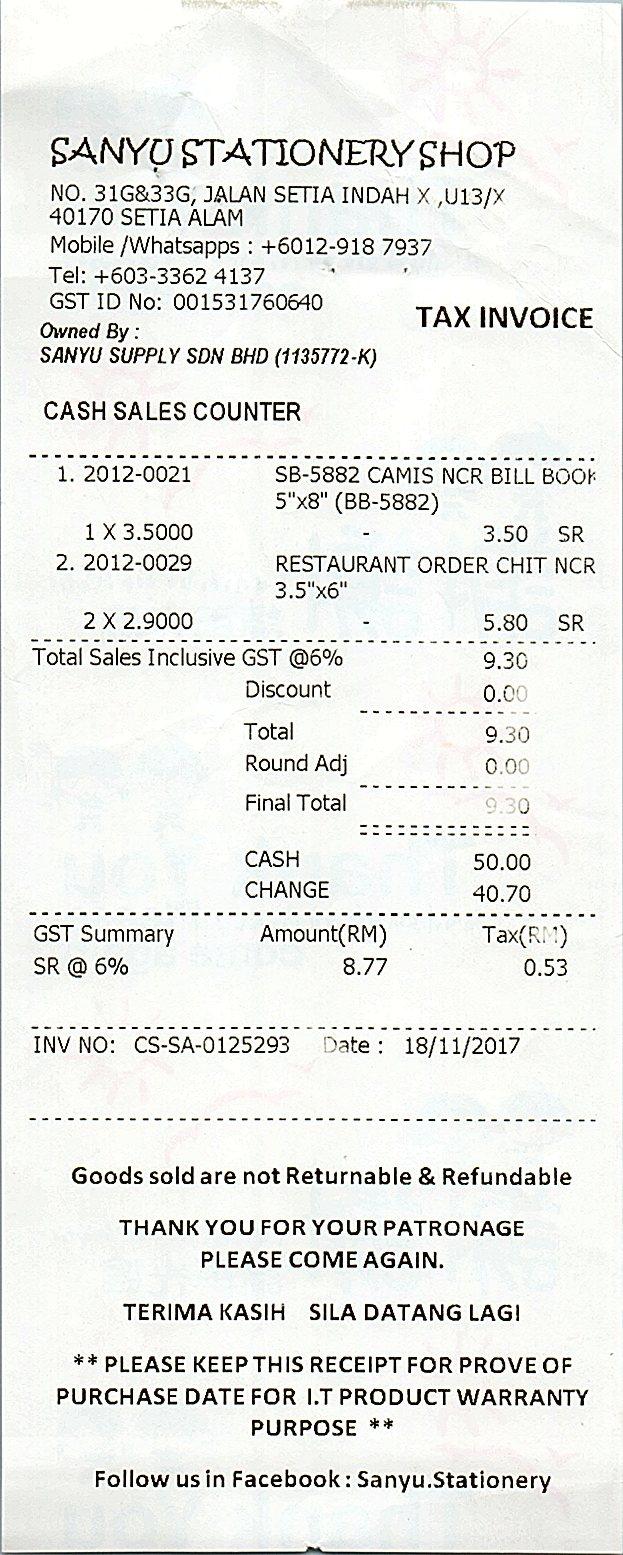 SANYU STATIONERY SHOP
NO. 31G&33G, JALAN SETIA INDAH X ,U13/X
40170 SETIA ALAM
Mobile /Whatsapps : +6012-918 7937
Tel: +603-3362 4137
GST ID No: 001531760640
TAX INVOICE
Owned By :
SANYU SUPPLY SDN BHD (1135772-K)
CASH SALES COUNTER
1. 2012-0021 SB-5882 CAMIS NCR BILL BOOK
5"x8" (BB-5882)
1 X 3.5000 - 3.50 SR
2. 2012-0029 RESTAURANT ORDER CHIT NCR
3.5"x6"
2 X 2.9000 - 5.80 SR
Total Sales Inclusive GST @6% 9.30
Discount 0.00
Total 9.30
Round Adj 0.00
Final Total 9.30
CASH 50.00
CHANGE 40.70
GST Summary Amount(RM) Tax(RM)
SR @ 6% 8.77 0.53
INV NO: CS-SA-0125293 Date : 18/11/2017
Goods sold are not Returnable & Refundable
THANK YOU FOR YOUR PATRONAGE
PLEASE COME AGAIN.
TERIMA KASIH SILA DATANG LAGI
** PLEASE KEEP THIS RECEIPT FOR PROVE OF
PURCHASE DATE FOR I.T PRODUCT WARRANTY
PURPOSE **
Follow us in Facebook : Sanyu.Stationery